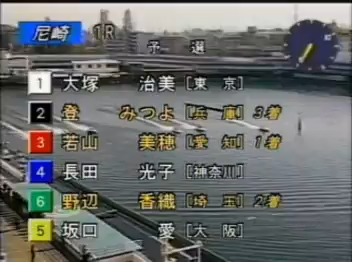 尼崎 1R
予選
1 大塚 治美 [東京]
2 登 みつよ [兵庫] 3着
3 若山 美穂 [愛知] 1着
4 長田 光子 [神奈川]
6 野辺 香織 [埼玉] 2着
5 坂口 愛 [大阪]